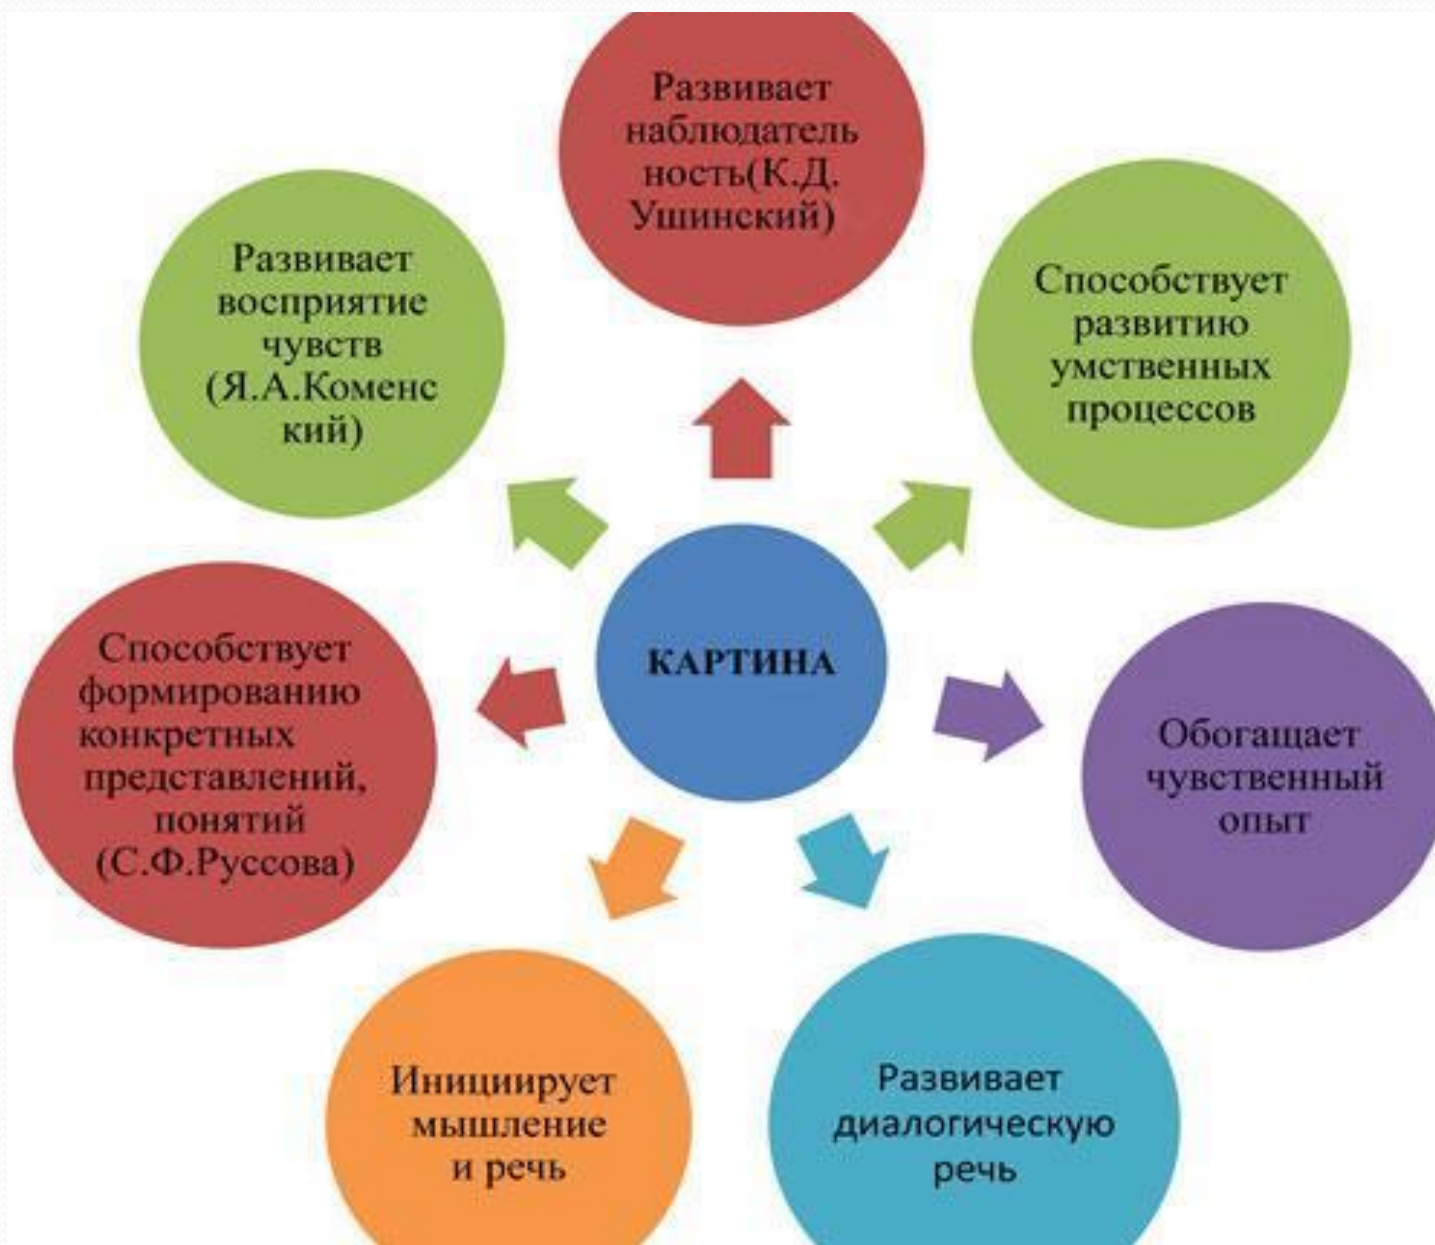 Развивает
наблюдатель
ность(К.Д.
Ушинский)
Способствует
развитию
умственных
процессов
Обогащает
чувственный
опыт
Развивает
диалогическую
речь
Инициирует
мышление
и речь
Способствует
формированию
конкретных
представлений,
понятий
(С.Ф.Руссова)
Развивает
восприятие
чувств
(Я.А.Коменс
кий)
КАРТИНА